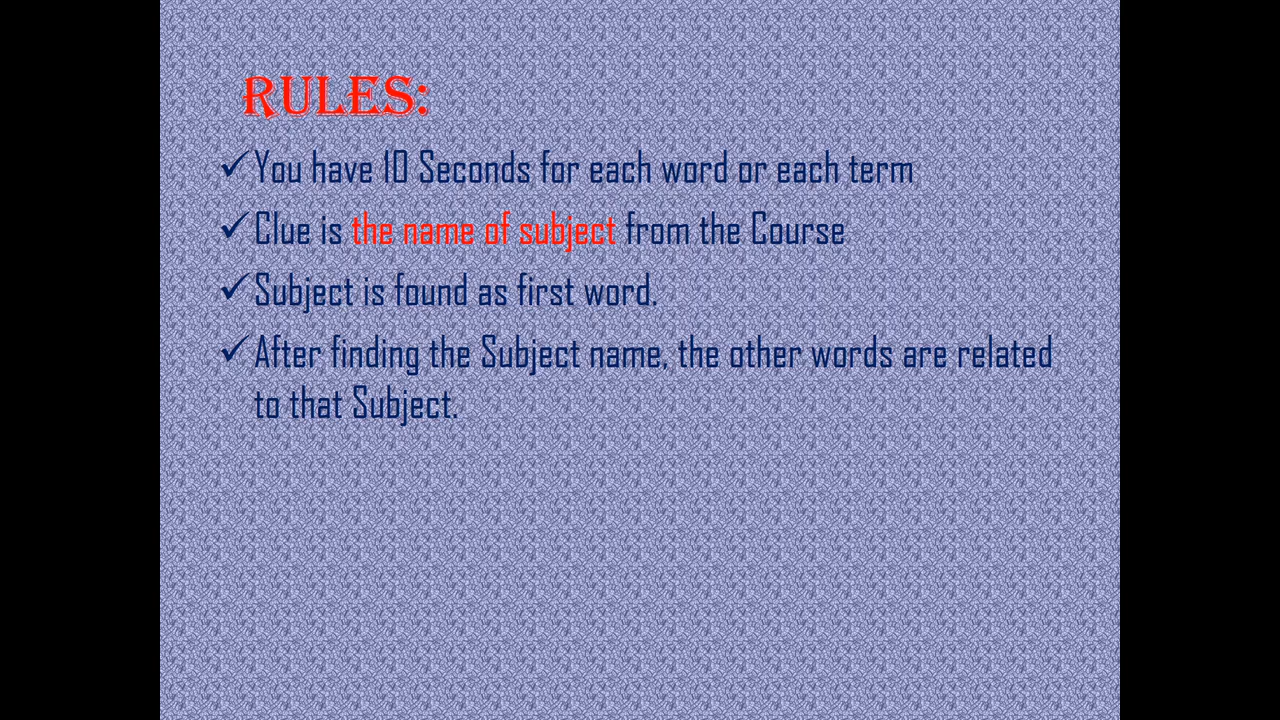 RULES:
✓You have 10 Seconds for each word or each term
✓Clue is the name of subject from the Course
✓Subject is found as first word.
✓After finding the Subject name, the other words are related
to that Subject.